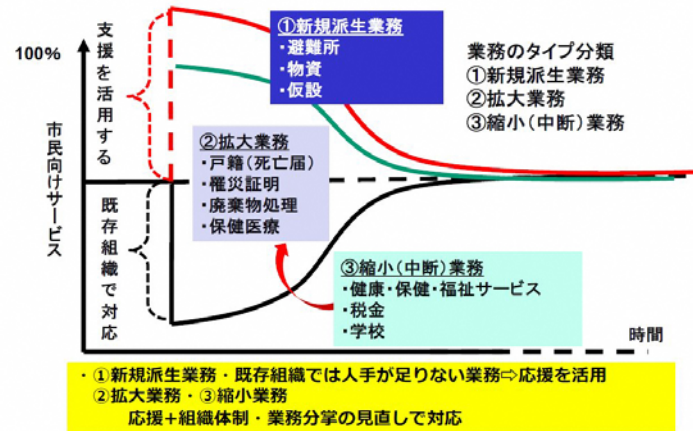 支援を活用する
100%
市民向けサービス
既存組織で対応
①新規派生業務
・避難所
・物資
・仮設
業務のタイプ分類
①新規派生業務
②拡大業務
③縮小(中断)業務
②拡大業務
・戸籍(死亡届)
・罹災証明
・廃棄物処理
・保健医療
③縮小(中断)業務
・健康・保健・福祉サービス
・税金
・学校
時間
・①新規派生業務・既存組織では人手が足りない業務⇨応援を活用
②拡大業務・③縮小業務
応援+組織体制・業務分掌の見直しで対応